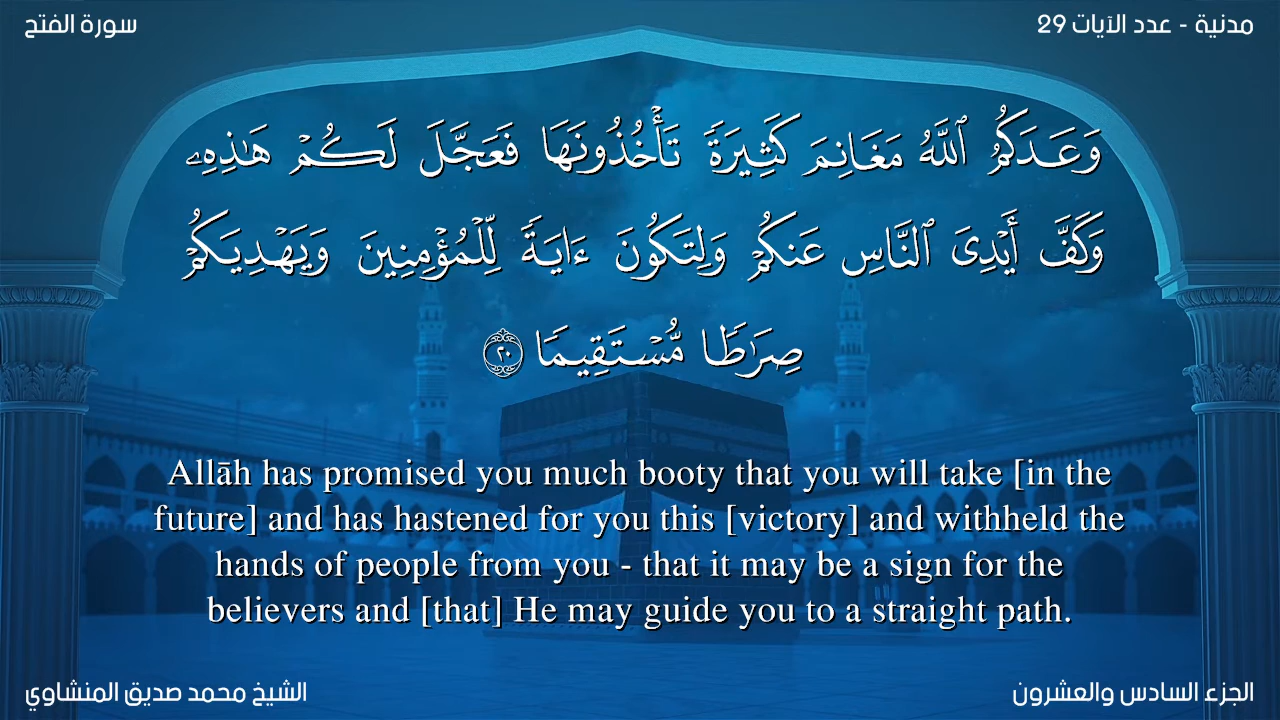 سورة الفتح
مدنية - عدد الآيات 29
وَعَدَكُمُ ٱللَّهُ مَغَانِمَ كَثِيرَةٗ تَأۡخُذُونَهَا فَعَجَّلَ لَكُمۡ هَٰذِهِۦ
وَكَفَّ أَيۡدِيَ ٱلنَّاسِ عَنكُمۡ وَلِتَكُونَ ءَايَةٗ لِّلۡمُؤۡمِنِينَ وَيَهۡدِيَكُمۡ
صِرَٰطٗا مُّسۡتَقِيمٗا ٢٠
Allāh has promised you much booty that you will take [in the
future] and has hastened for you this [victory] and withheld the
hands of people from you - that it may be a sign for the
believers and [that] He may guide you to a straight path.
الشيخ محمد صديق المنشاوي
الجزء السادس والعشرون